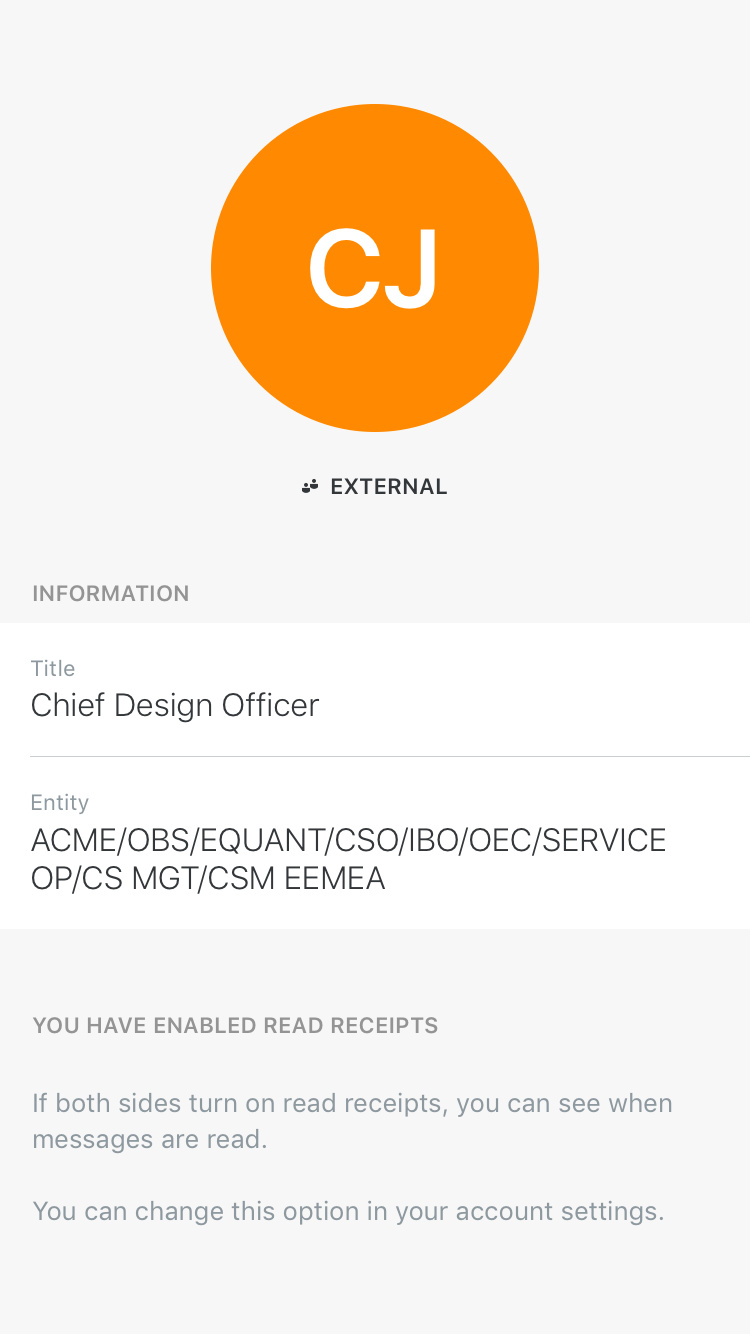 CJ
EXTERNAL
INFORMATION
Title
Chief Design Officer
Entity
ACME/OBS/EQUANT/CSO/IBO/OEC/SERVICE
OP/CS MGT/CSM EEMEA
YOU HAVE ENABLED READ RECEIPTS
If both sides turn on read receipts, you can see when
messages are read.
You can change this option in your account settings.